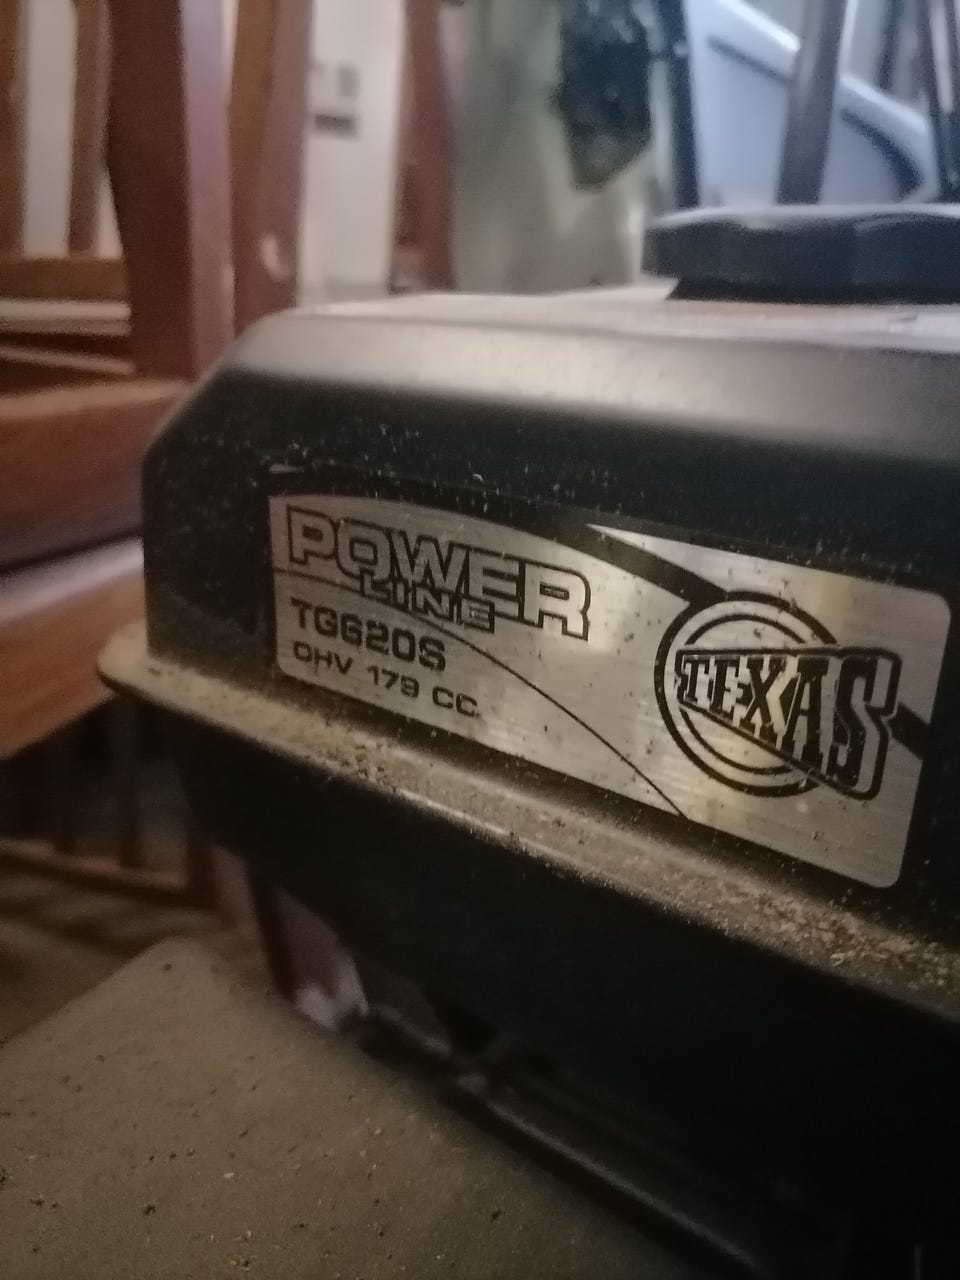 POWER
LINE
TG620S
OHV 179 CC
TEXAS